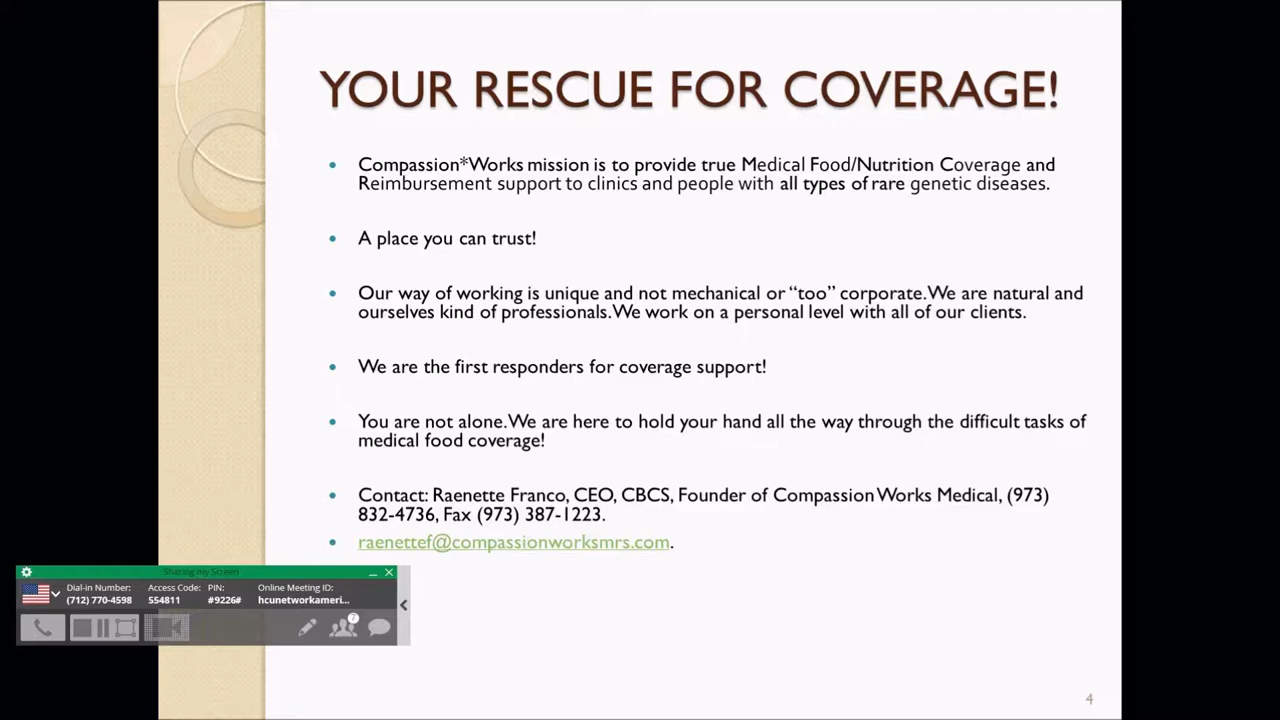 YOUR RESCUE FOR COVERAGE!
• Compassion*Works mission is to provide true Medical Food/Nutrition Coverage and
Reimbursement support to clinics and people with all types of rare genetic diseases.
• A place you can trust!
• Our way of working is unique and not mechanical or “too” corporate. We are natural and
ourselves kind of professionals. We work on a personal level with all of our clients.
• We are the first responders for coverage support!
• You are not alone. We are here to hold your hand all the way through the difficult tasks of
medical food coverage!
• Contact: Raenette Franco, CEO, CBCS, Founder of Compassion Works Medical, (973)
832-4736, Fax (973) 387-1223.
• raenettef@compassionworksmrs.com.
Sharing my Screen
Dial-in Number: Access Code: PIN: Online Meeting ID:
(712) 770-4598 554811 #9226# hcunetworkameri...
7
4